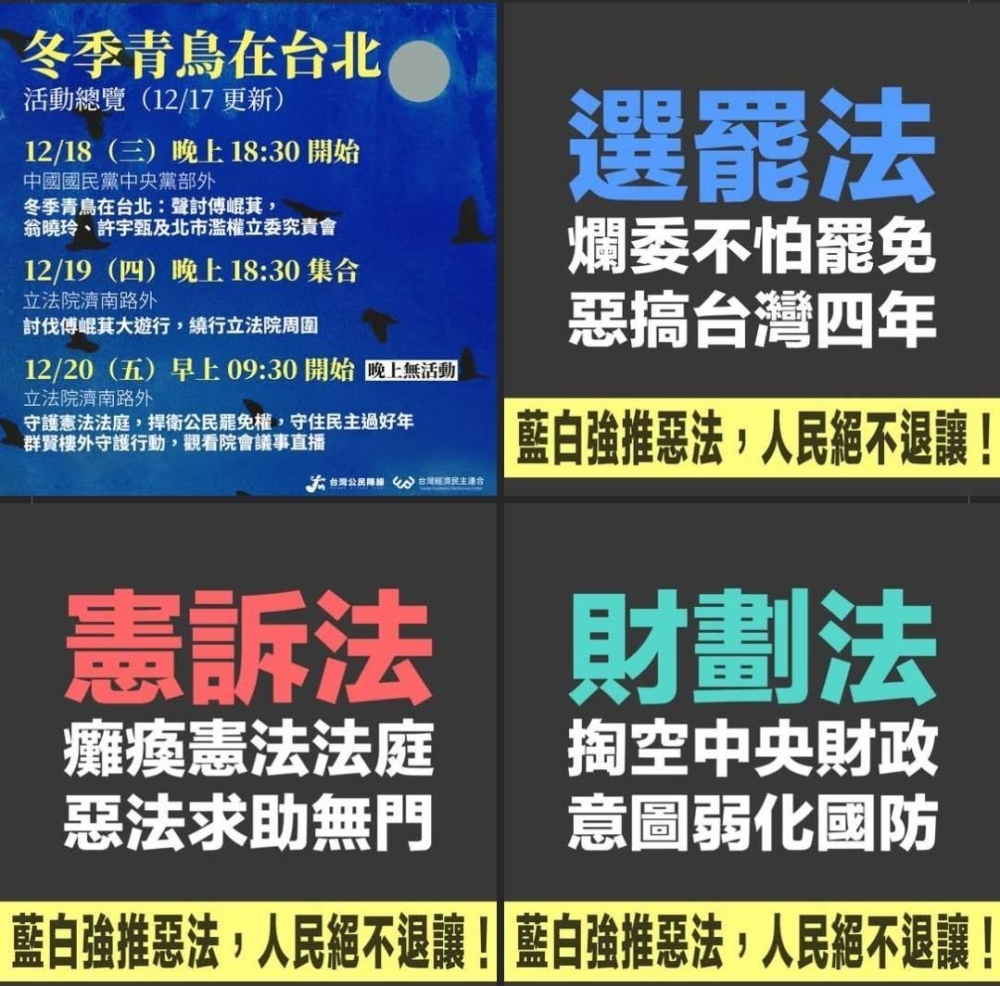 冬季青鳥在台北
活動總覽（12/17 更新）
12/18（三）晚上 18:30 開始
中國國民黨中央黨部外
冬季青鳥在台北：聲討傅崐萁，
翁曉玲、許宇甄及北市濫權立委究責會
12/19（四）晚上 18:30 集合
立法院濟南路外
討伐傅崐萁大遊行，繞行立法院周圍
12/20（五）早上 09:30 開始 晚上無活動
立法院濟南路外
守護憲法法庭，捍衛公民罷免權，守住民主過好年
群賢樓外守護行動，觀看院會議事直播
台灣公民陣線 台灣經濟民主連合
選罷法
爛委不怕罷免
惡搞台灣四年
藍白強推惡法，人民絕不退讓！
憲訴法
癱瘓憲法法庭
惡法求助無門
藍白強推惡法，人民絕不退讓！
財劃法
掏空中央財政
意圖弱化國防
藍白強推惡法，人民絕不退讓！